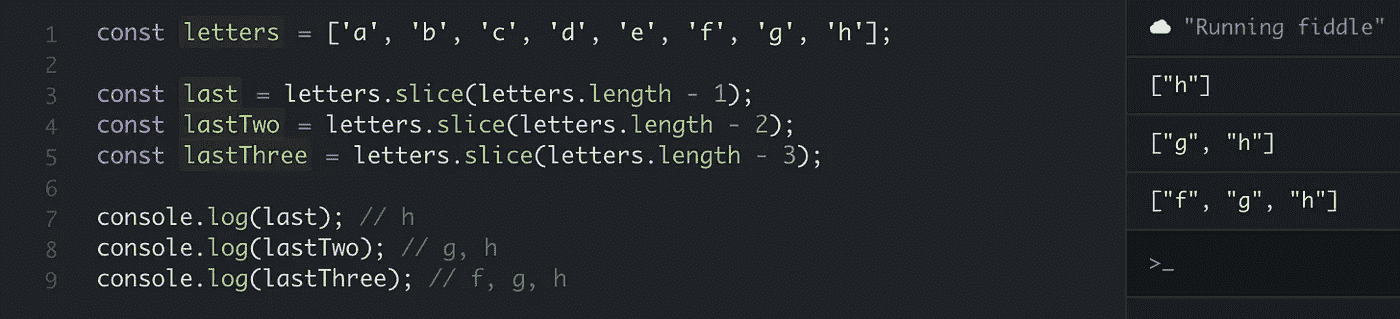 1 const letters = ['a', 'b', 'c', 'd', 'e', 'f', 'g', 'h'];
2
3 const last = letters.slice(letters.length - 1);
4 const lastTwo = letters.slice(letters.length - 2);
5 const lastThree = letters.slice(letters.length - 3);
6
7 console.log(last); // h
8 console.log(lastTwo); // g, h
9 console.log(lastThree); // f, g, h
"Running fiddle"
["h"]
["g", "h"]
["f", "g", "h"]
>_